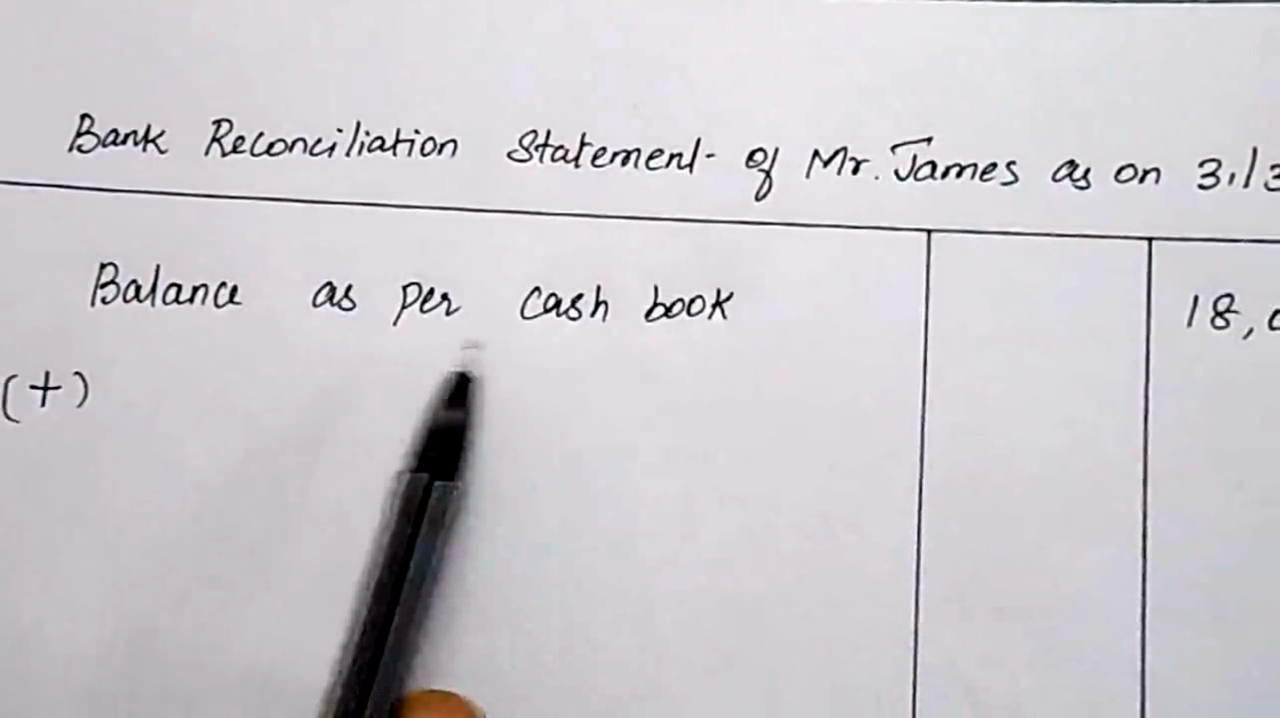 Bank Reconciliation Statement of Mr. James as on
Balance as per cash book
(+)